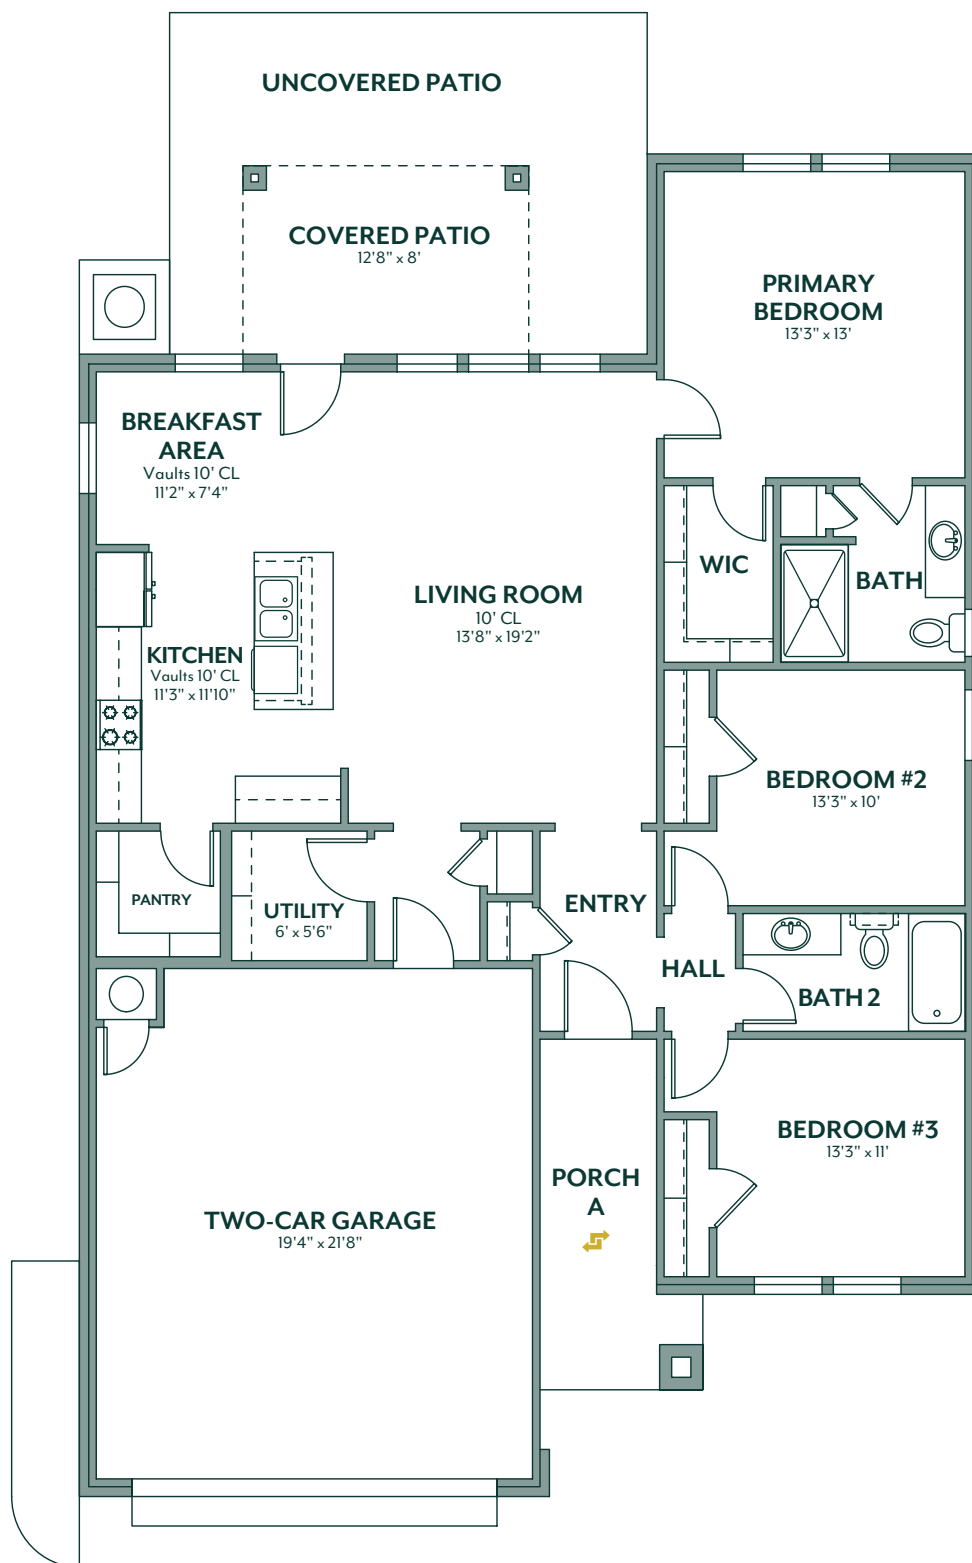 UNCOVERED PATIO
COVERED PATIO
12'8" x 8'
PRIMARY
BEDROOM
13'3" x 13'
BREAKFAST
AREA
Vaults 10' CL
11'2" x 7'4"
WIC
BATH
LIVING ROOM
10' CL
13'8" x 19'2"
KITCHEN
Vaults 10' CL
11'3" x 11'10"
BEDROOM #2
13'3" x 10'
PANTRY
UTILITY
6' x 5'6"
ENTRY
HALL
BATH 2
BEDROOM #3
13'3" x 11'
PORCH
A
TWO-CAR GARAGE
19'4" x 21'8"